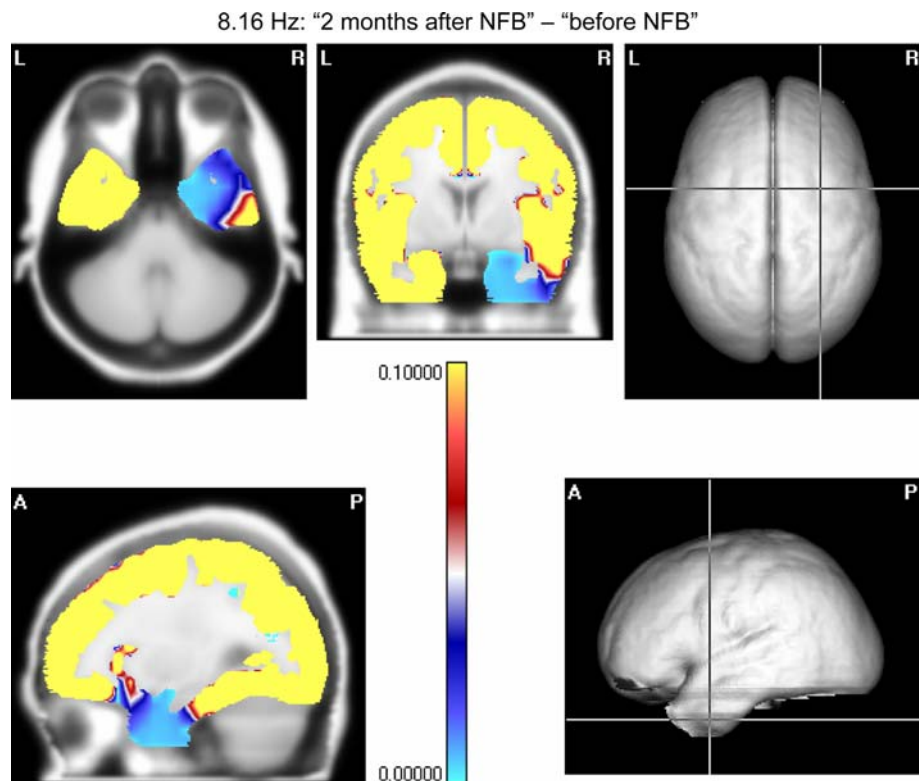 8.16 Hz: “2 months after NFB” – “before NFB”
L R
L R
L R
0.10000
A P
A P
0.00000